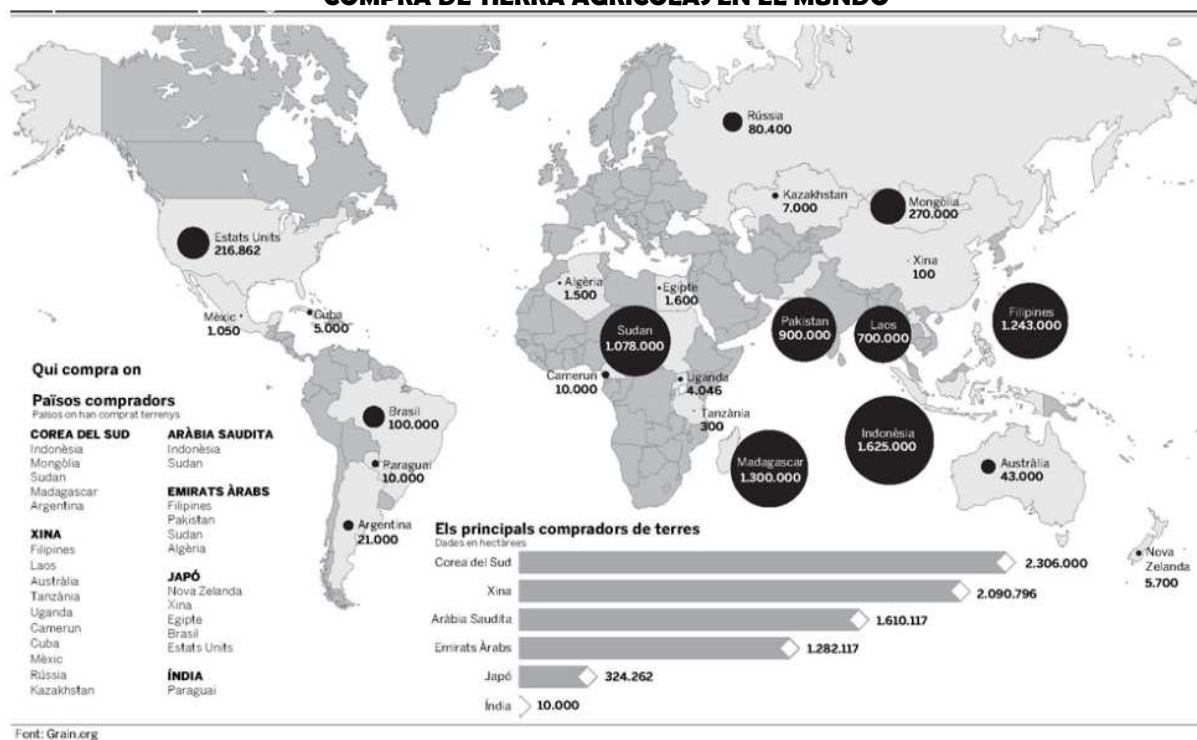 COMPRA DE TIERRA AGRICOLAS EN EL MUNDO
Rússia
80.400
Kazakhstan
7.000
Mongòlia
270.000
Estats Units
216.862
Xina
100
Algèria
1.500
Egipte
1.600
Mèxic
1.050
Cuba
5.000
Sudan
1.078.000
Pakistan
900.000
Laos
700.000
Filipines
1.243.000
Camerun
10.000
Uganda
4.046
Tanzània
300
Brasil
100.000
Paraguai
10.000
Argentina
21.000
Madagascar
1.300.000
Indonèsia
1.625.000
Austràlia
43.000
Nova
Zelanda
5.700
Qui compra on
Països compradors
Països on han comprat terrenys
COREA DEL SUD
Indonèsia
Mongòlia
Sudan
Madagascar
Argentina
XINA
Filipines
Laos
Austràlia
Tanzània
Uganda
Camerun
Cuba
Mèxic
Rússia
Kazakhstan
ARÀBIA SAUDITA
Indonèsia
Sudan
EMIRATS ÀRABS
Filipines
Pakistan
Sudan
Algèria
JAPÓ
Nova Zelanda
Xina
Egipte
Brasil
Estats Units
ÍNDIA
Paraguai
Els principals compradors de terres
Dades en hectàrees
Corea del Sud 2.306.000
Xina 2.090.796
Aràbia Saudita 1.610.117
Emirats Àrabs 1.282.117
Japó 324.262
Índia 10.000
Font: Grain.org